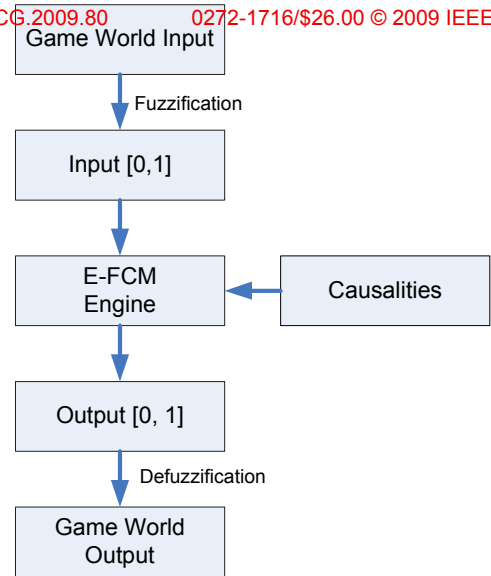 CG.2009.80 0272-1716/$26.00 © 2009 IEEE
Game World Input
Fuzzification
Input [0,1]
E-FCM
Engine
Causalities
Output [0, 1]
Defuzzification
Game World
Output